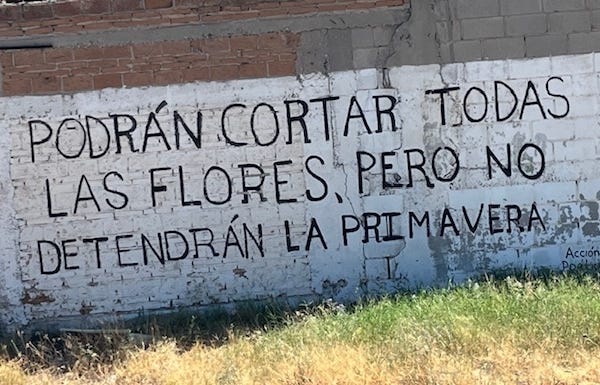 PODRÁN CORTAR TODAS
LAS FLORES, PERO NO
DETENDRÁN LA PRIMAVERA
Acción